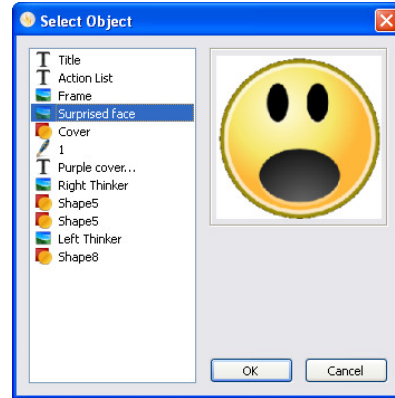 Select Object
Title
Action List
Frame
Surprised face
Cover
1
Purple cover...
Right Thinker
Shape5
Shape5
Left Thinker
Shape8
OK
Cancel